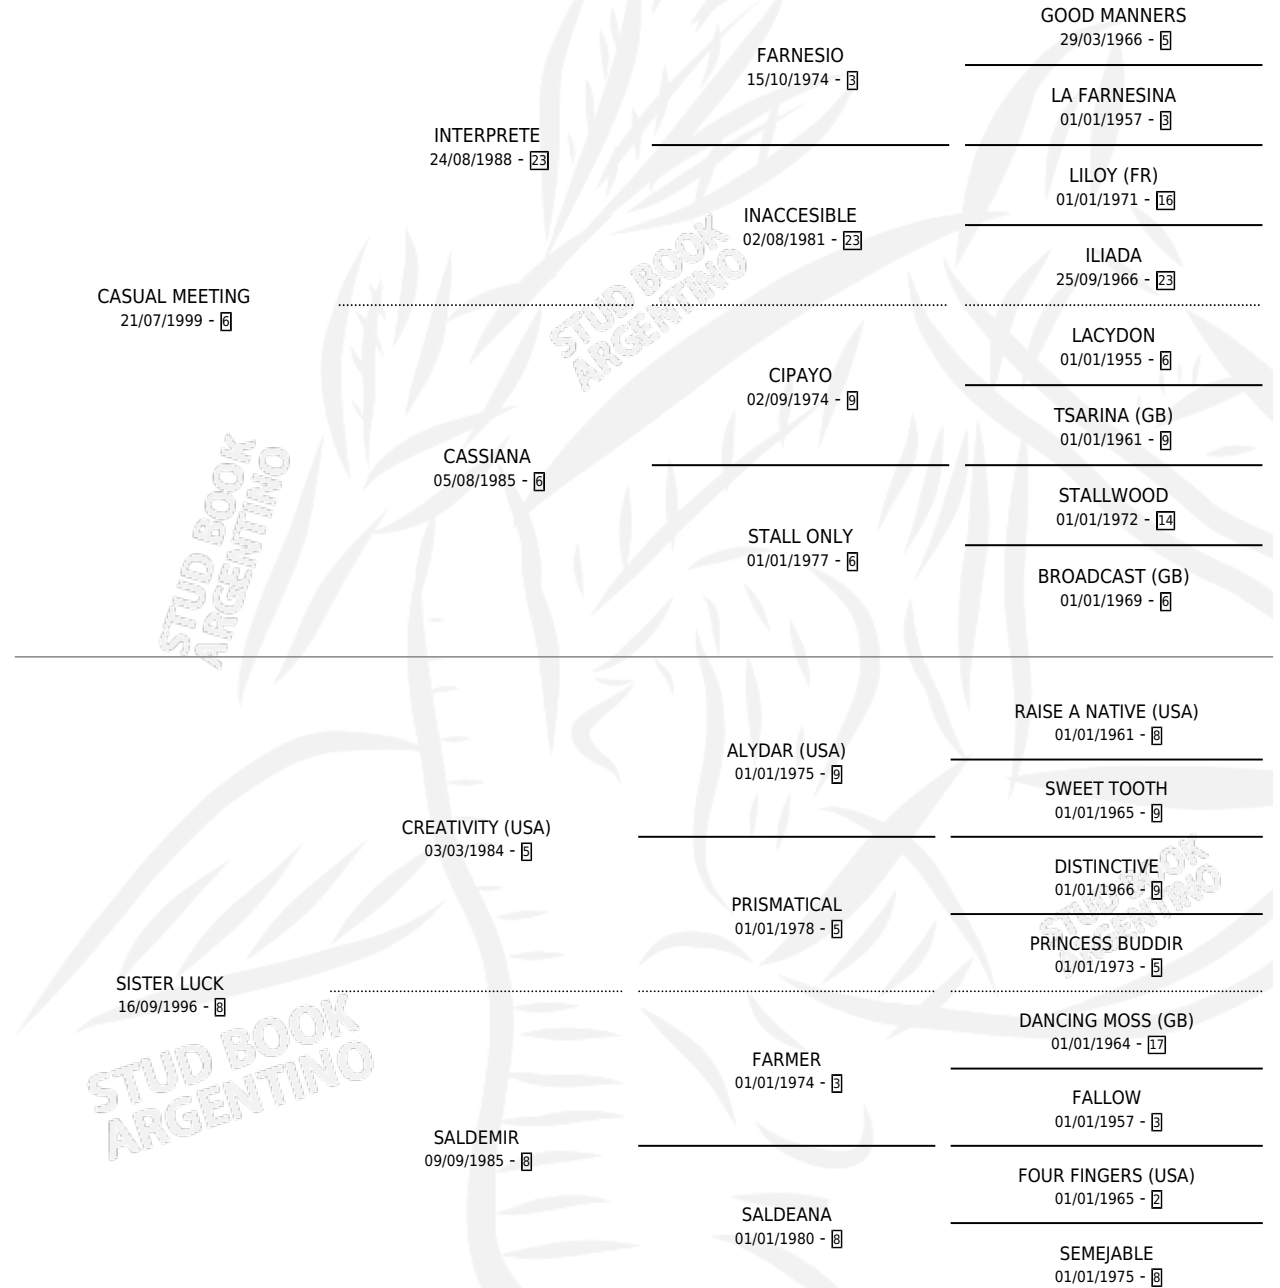 GOOD MANNERS
29/03/1966 - 5
FARNESIO
15/10/1974 - 3
LA FARNESINA
01/01/1957 - 3
INTERPRETE
24/08/1988 - 23
LILOY (FR)
01/01/1971 - 16
INACCESIBLE
02/08/1981 - 23
ILIADA
25/09/1966 - 23
CASUAL MEETING
21/07/1999 - 6
LACYDON
01/01/1955 - 6
CIPAYO
02/09/1974 - 9
TSARINA (GB)
01/01/1961 - 9
CASSIANA
05/08/1985 - 6
STALLWOOD
01/01/1972 - 14
STALL ONLY
01/01/1977 - 6
BROADCAST (GB)
01/01/1969 - 6
RAISE A NATIVE (USA)
01/01/1961 - 8
ALYDAR (USA)
01/01/1975 - 9
SWEET TOOTH
01/01/1965 - 9
CREATIVITY (USA)
03/03/1984 - 5
DISTINCTIVE
01/01/1966 - 9
PRISMATICAL
01/01/1978 - 5
PRINCESS BUDDIR
01/01/1973 - 5
SISTER LUCK
16/09/1996 - 8
DANCING MOSS (GB)
01/01/1964 - 17
FARMER
01/01/1974 - 3
FALLOW
01/01/1957 - 3
SALDEMIR
09/09/1985 - 8
FOUR FINGERS (USA)
01/01/1965 - 2
SALDEANA
01/01/1980 - 8
SEMEJABLE
01/01/1975 - 8
STUD BOOK
ARGENTINO
STUD BOOK
ARGENTINO
STUD BOOK
ARGENTINO
STUD BOOK
ARGENTINO